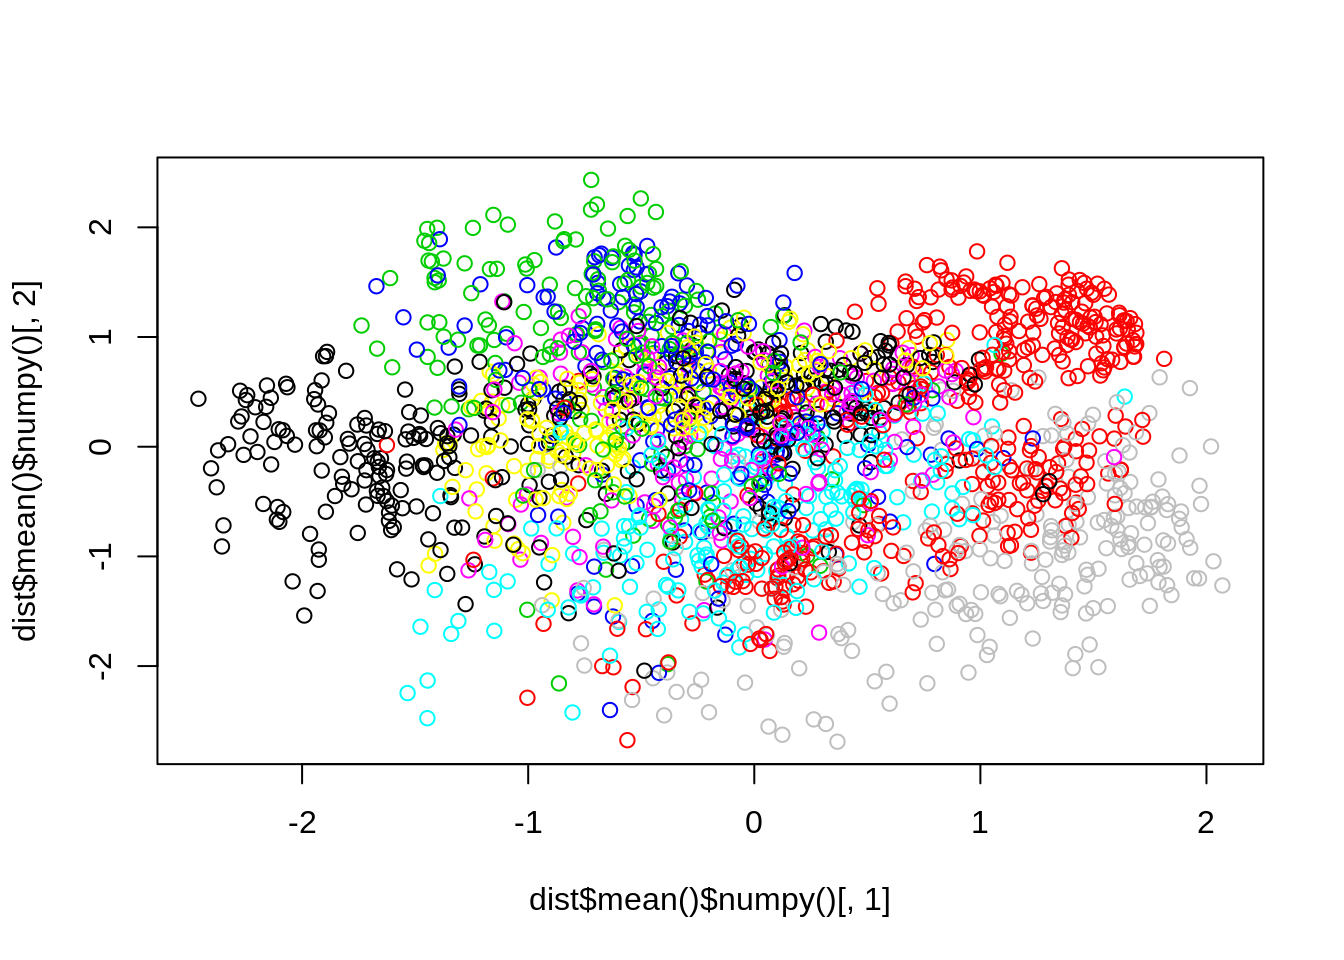 2
1
0
-1
-2
dist$mean()$numpy()[, 2]
-2 -1 0 1 2
dist$mean()$numpy()[, 1]